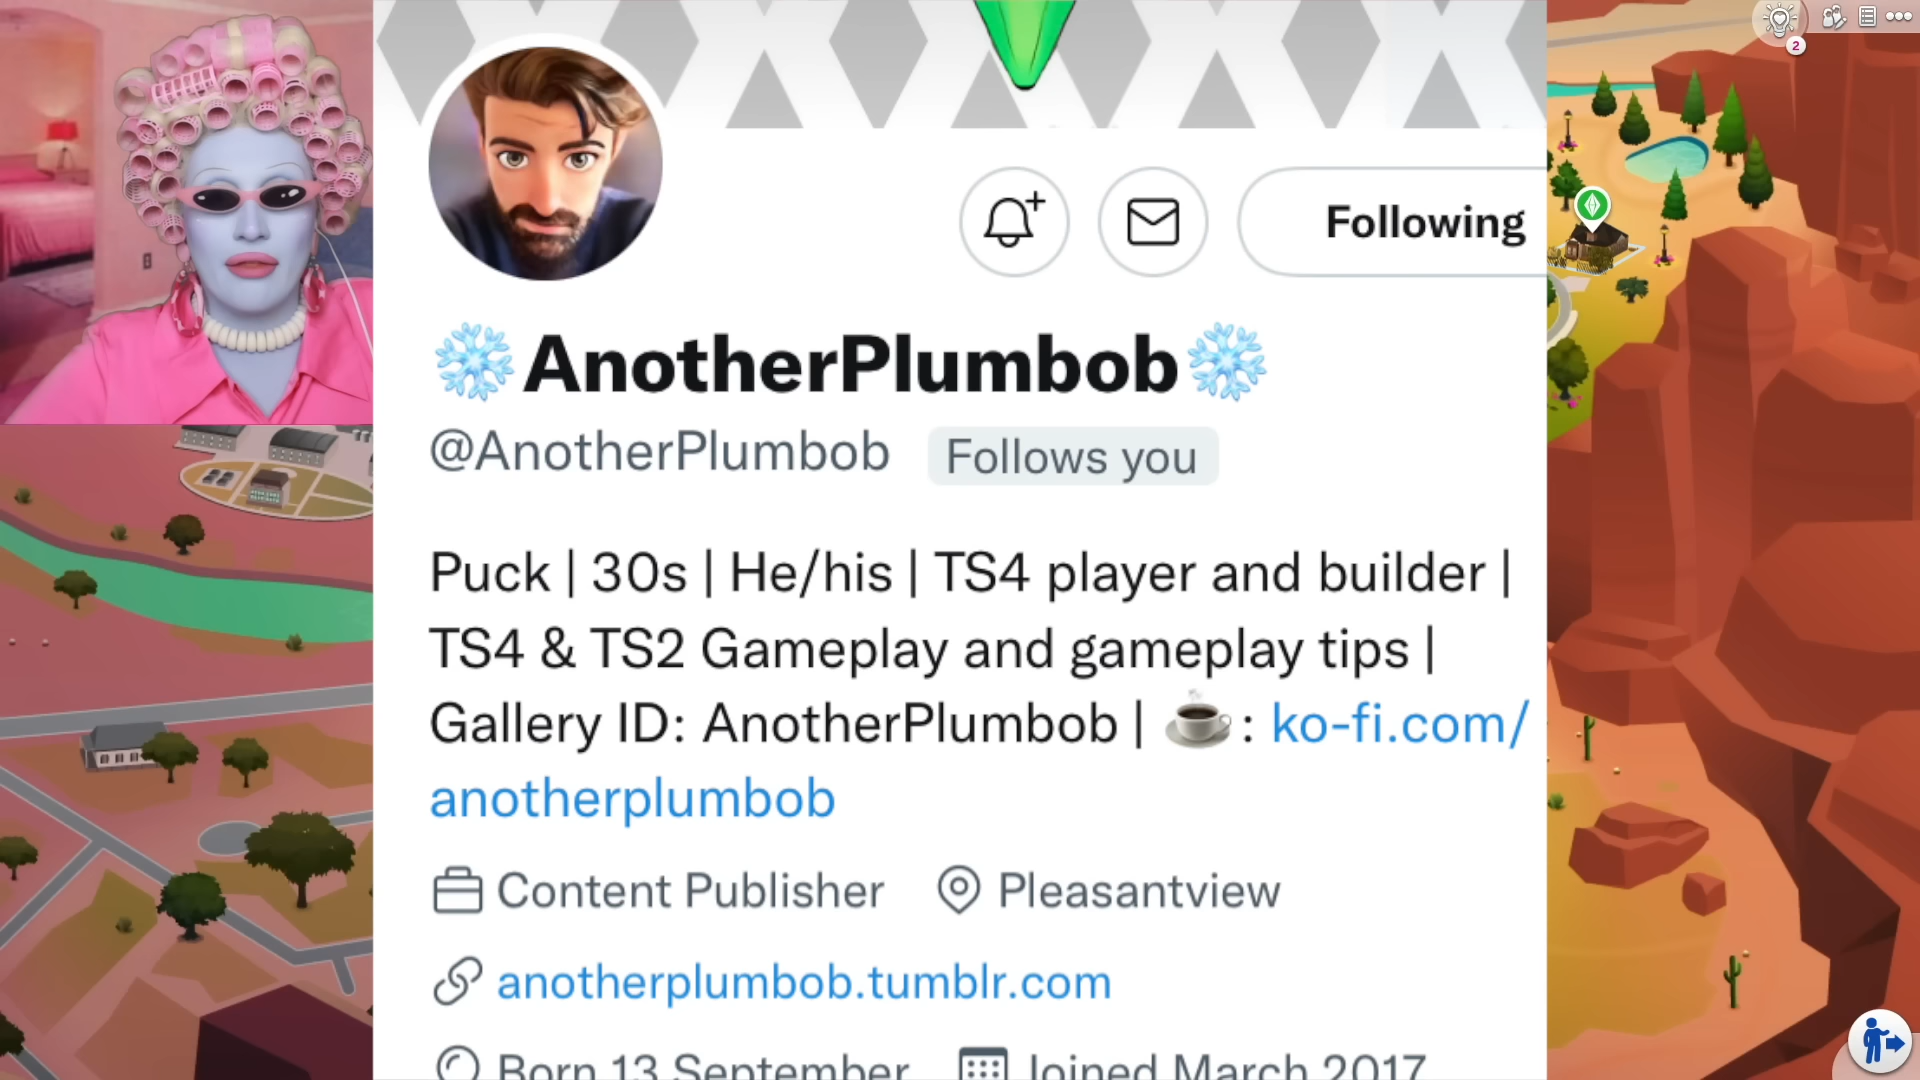 Following
❄️AnotherPlumbob❄️
@AnotherPlumbob Follows you
Puck | 30s | He/his | TS4 player and builder |
TS4 & TS2 Gameplay and gameplay tips |
Gallery ID: AnotherPlumbob | ☕ : ko-fi.com/
anotherplumbob
Content Publisher Pleasantview
anotherplumbob.tumblr.com
Born 13 September Joined March 2017
2